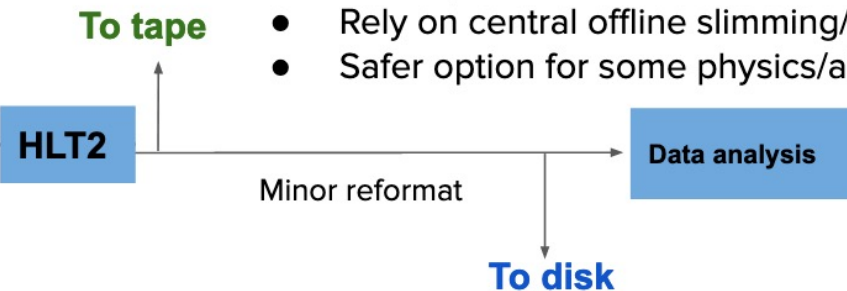 To tape
● Rely on central offline slimming/
● Safer option for some physics/a
HLT2
Data analysis
Minor reformat
To disk